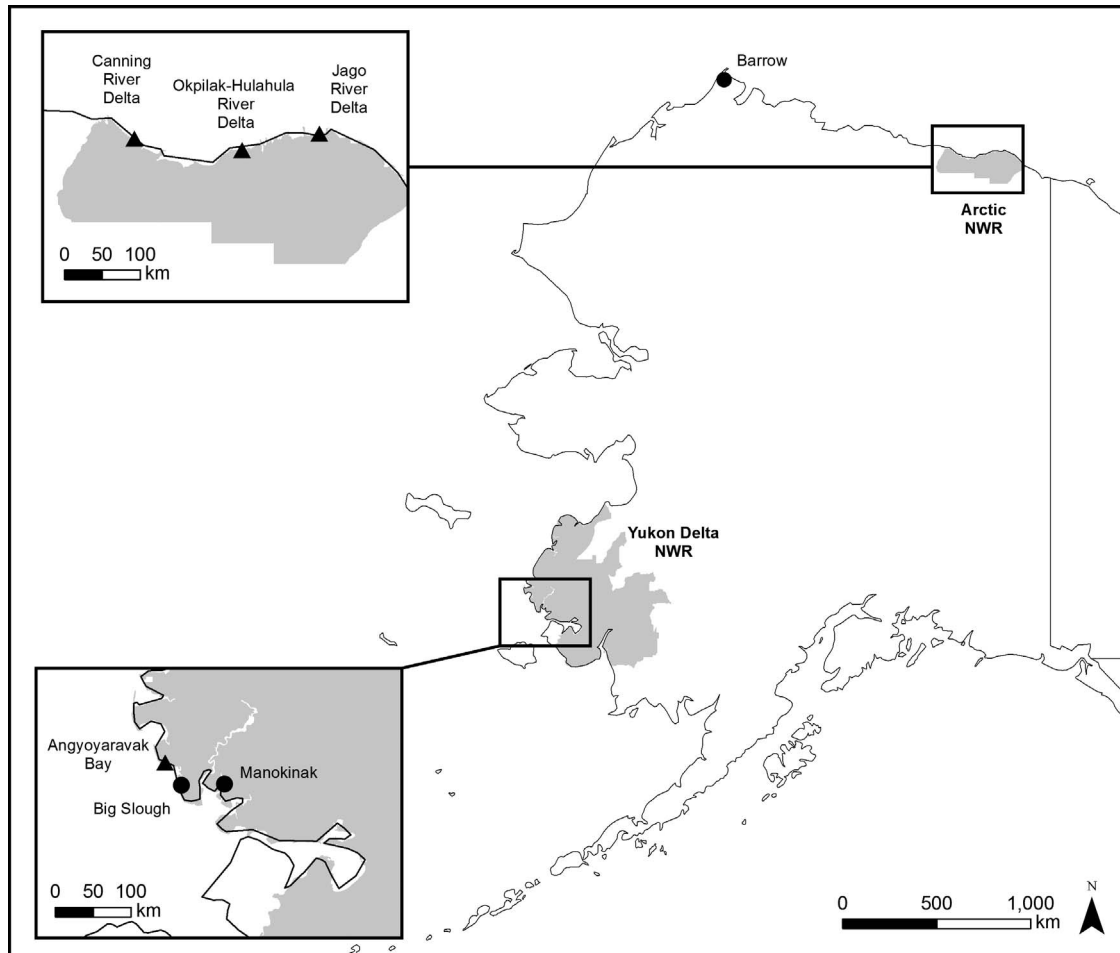 Canning
River
Delta
Okpilak-Hulahula
River
Delta
Jago
River
Delta
0 50 100
km
Barrow
Arctic
NWR
Yukon Delta
NWR
Angyoyaravak
Bay
Big Slough
Manokinak
0 50 100
km
0 500 1,000
km
N